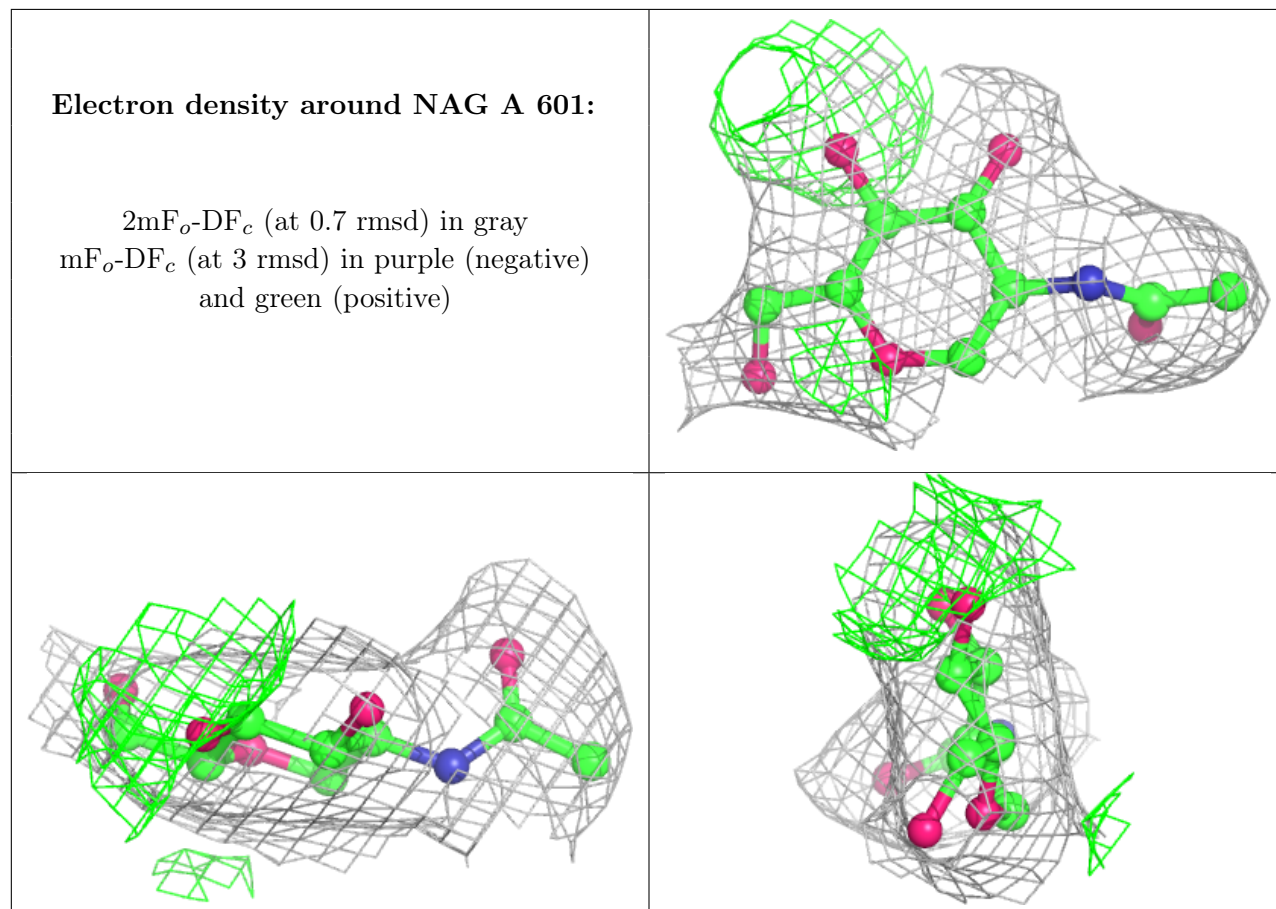 Electron density around NAG A 601:
2mFo-DFc (at 0.7 rmsd) in gray
mFo-DFc (at 3 rmsd) in purple (negative)
and green (positive)